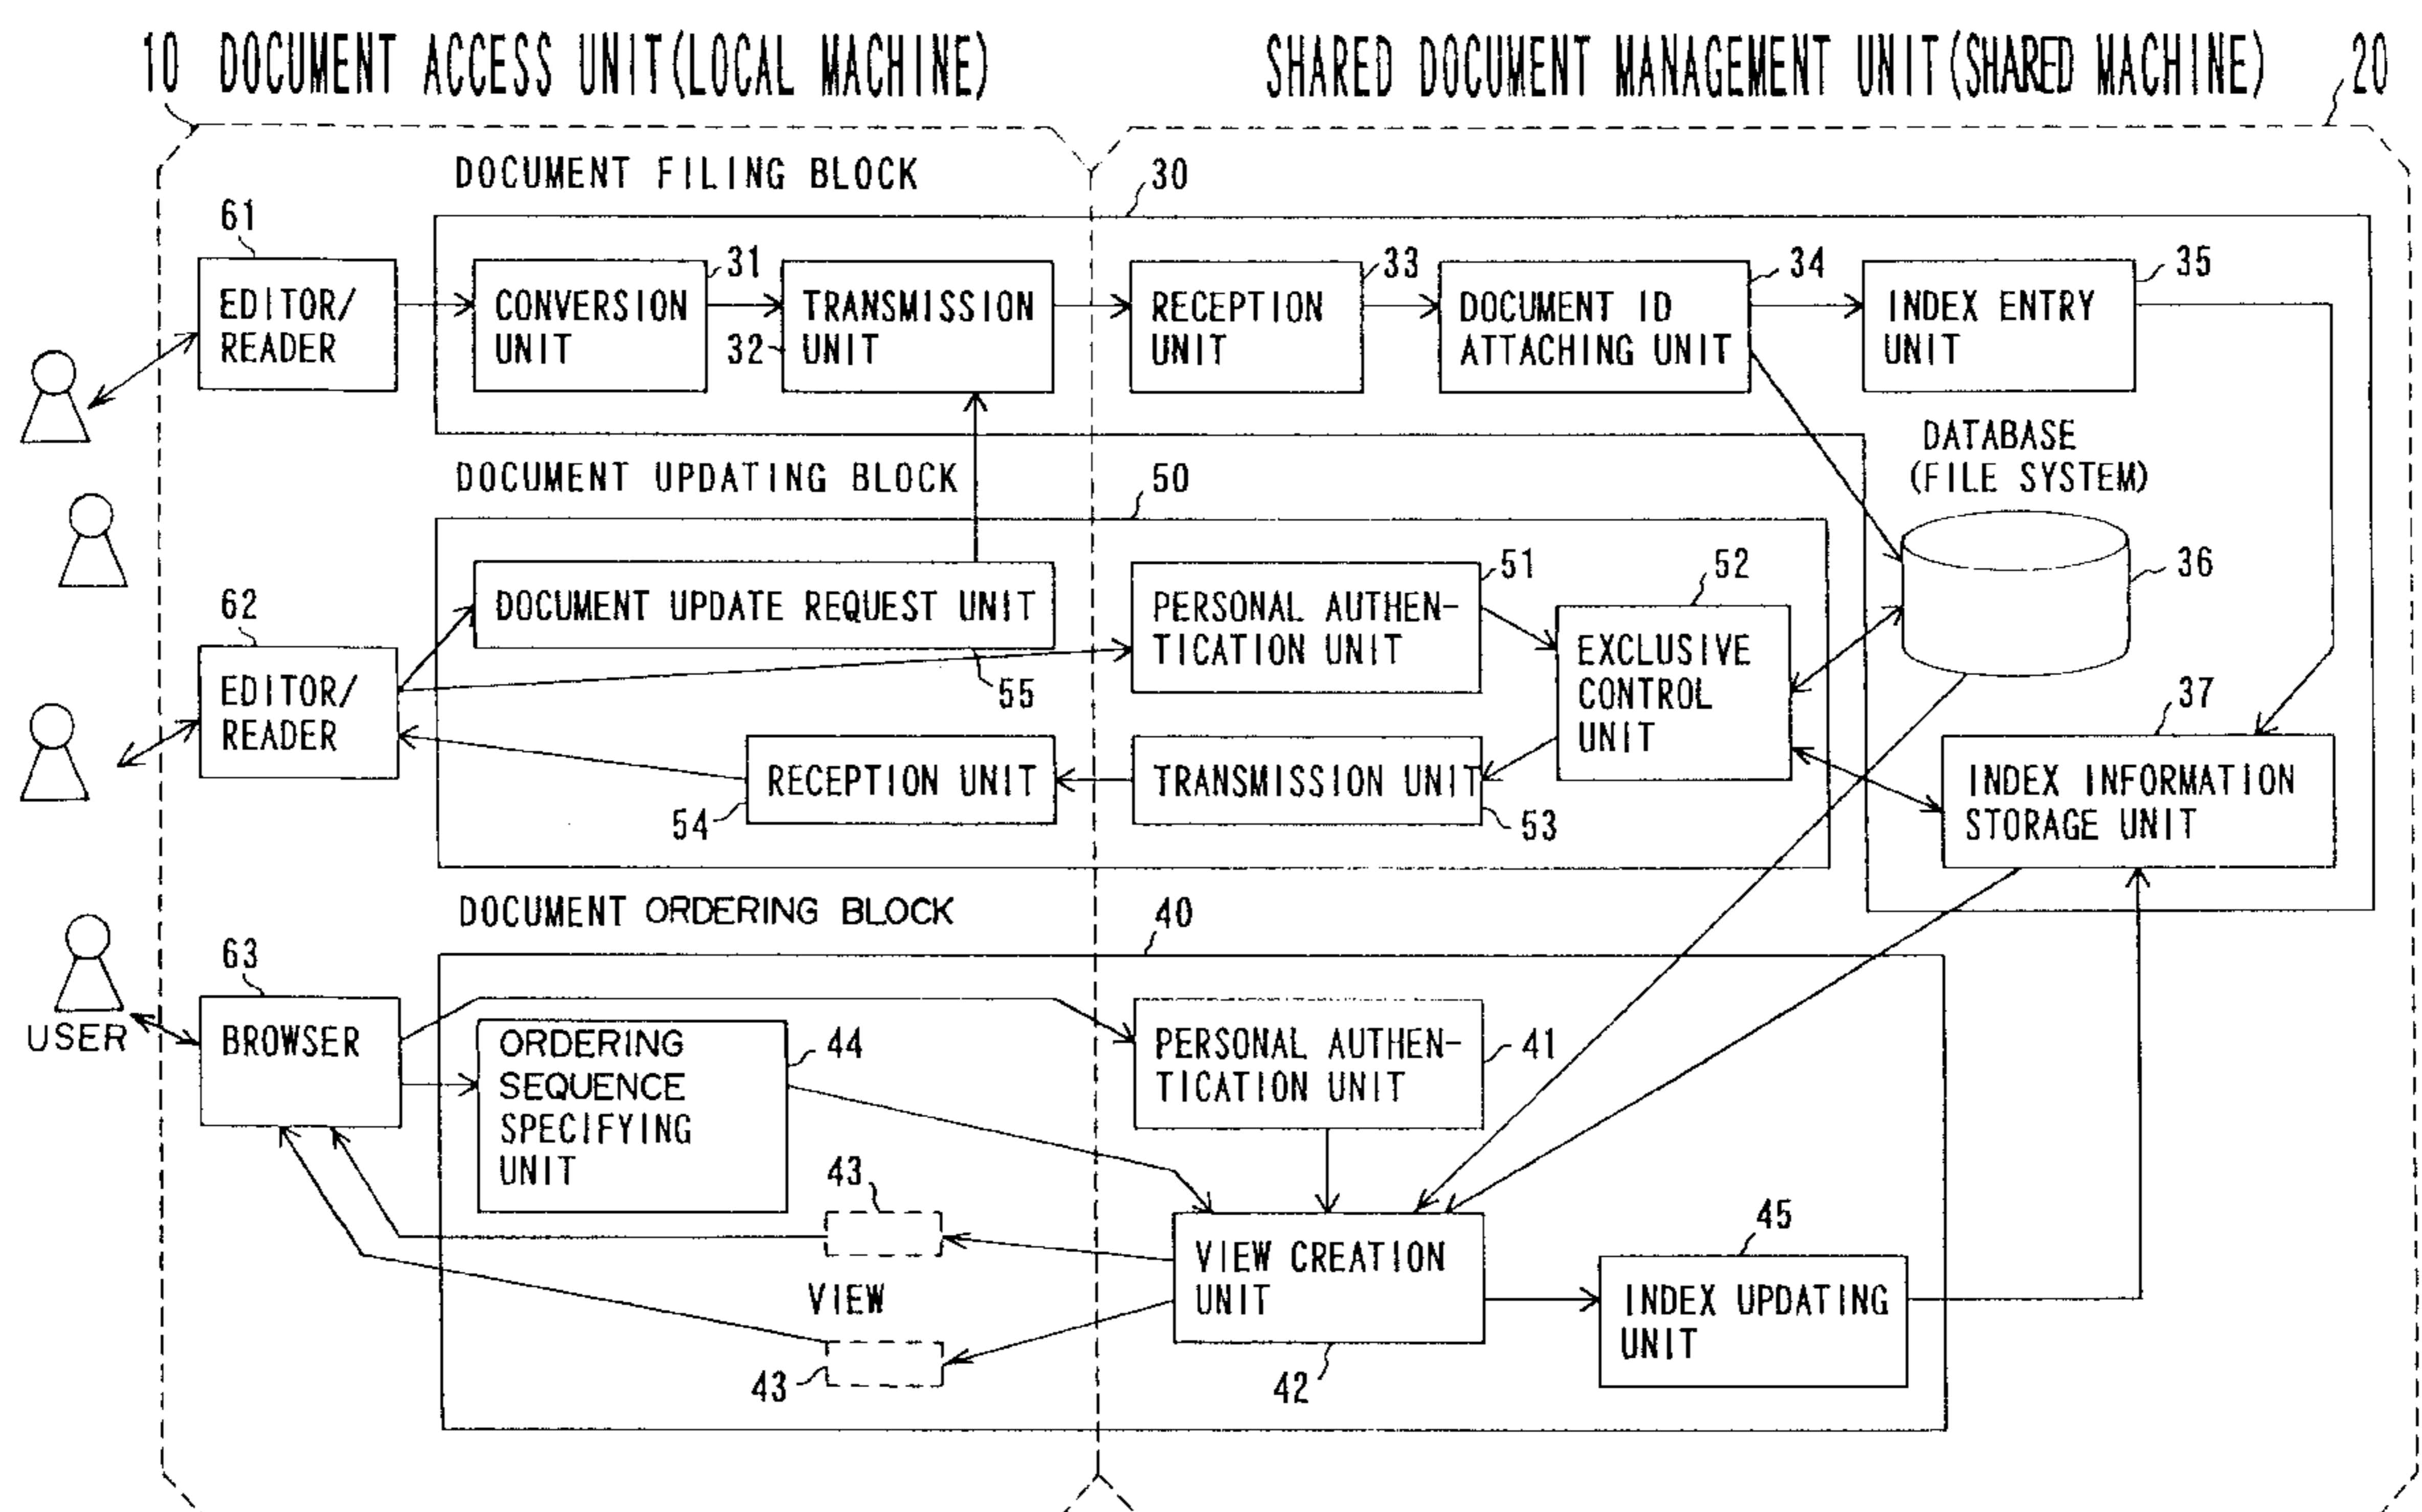 10 DOCUMENT ACCESS UNIT(LOCAL MACHINE)
SHARED DOCUMENT MANAGEMENT UNIT(SHARED MACHINE)
20
DOCUMENT FILING BLOCK
30
61
EDITOR/
READER
31
CONVERSION
UNIT
32
TRANSMISSION
UNIT
33
RECEPTION
UNIT
34
DOCUMENT ID
ATTACHING UNIT
35
INDEX ENTRY
UNIT
DATABASE
(FILE SYSTEM)
36
DOCUMENT UPDATING BLOCK
50
62
EDITOR/
READER
DOCUMENT UPDATE REQUEST UNIT
55
51
PERSONAL AUTHEN-
TICATION UNIT
52
EXCLUSIVE
CONTROL
UNIT
37
INDEX INFORMATION
STORAGE UNIT
RECEPTION UNIT
54
TRANSMISSION UNIT
53
DOCUMENT ORDERING BLOCK
40
USER
63
BROWSER
ORDERING
SEQUENCE
SPECIFYING
UNIT
44
PERSONAL AUTHEN-
TICATION UNIT
41
43
VIEW
43
VIEW CREATION
UNIT
42
45
INDEX UPDATING
UNIT